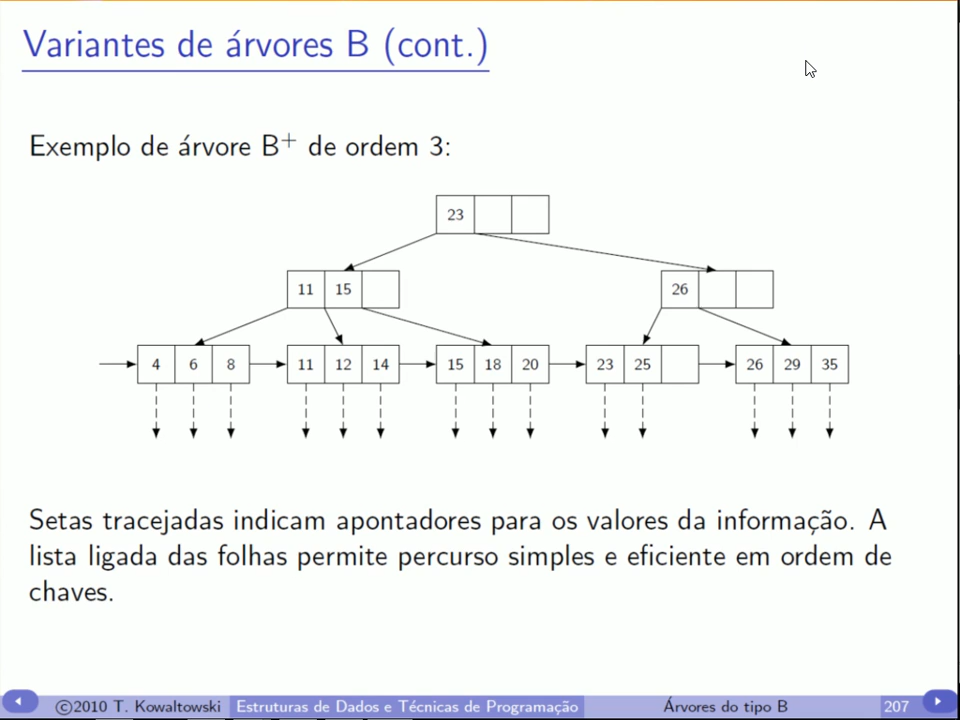 Variantes de árvores B (cont.)
Exemplo de árvore B+ de ordem 3:
23
11 15 26
4 6 8 11 12 14 15 18 20 23 25 26 29 35
Setas tracejadas indicam apontadores para os valores da informação. A
lista ligada das folhas permite percurso simples e eficiente em ordem de
chaves.
©2010 T. Kowaltowski Estruturas de Dados e Técnicas de Programação Árvores do tipo B 207